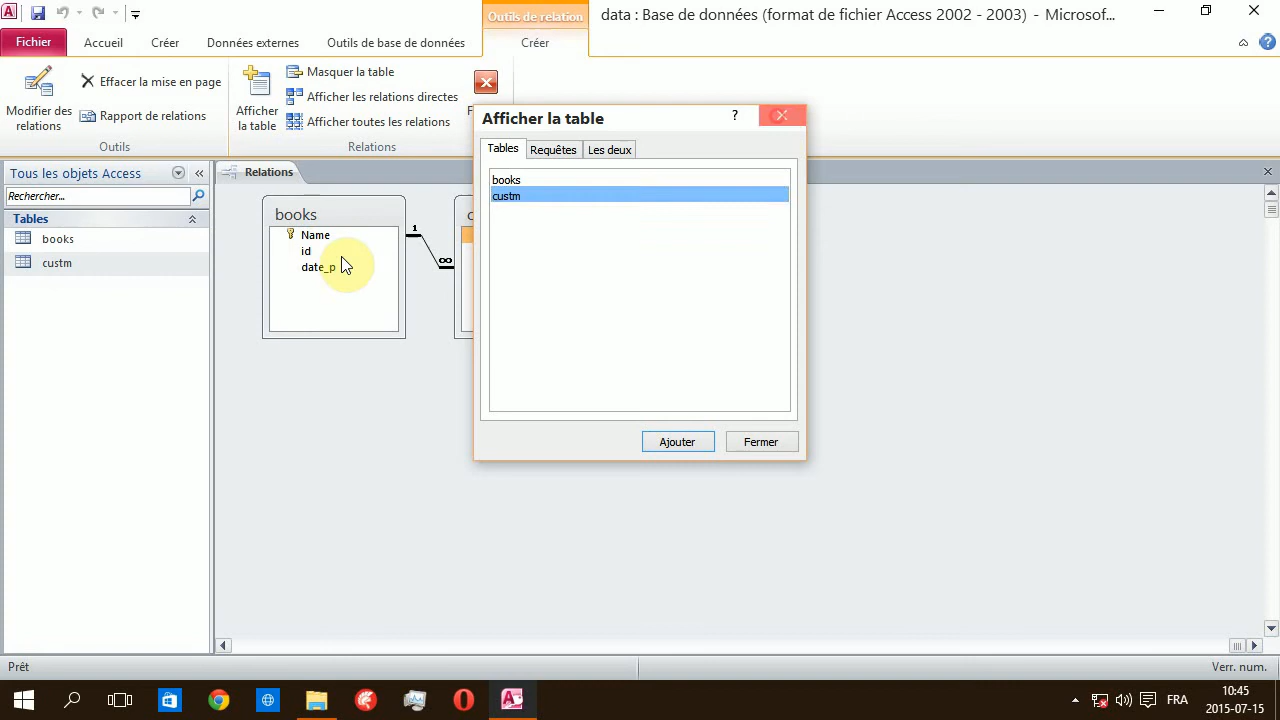 Outils de relation
data : Base de données (format de fichier Access 2002 - 2003) - Microsof...
Fichier
Accueil
Créer
Données externes
Outils de base de données
Créer
Modifier des relations
Effacer la mise en page
Rapport de relations
Outils
Afficher la table
Masquer la table
Afficher les relations directes
Afficher toutes les relations
Relations
F
Tous les objets Access
Rechercher...
Tables
books
custm
Relations
books
Name
id
date_p
1
∞
c
Afficher la table
?
Tables
Requêtes
Les deux
books
custm
Ajouter
Fermer
Prêt
Verr. num.
FRA
10:45
2015-07-15